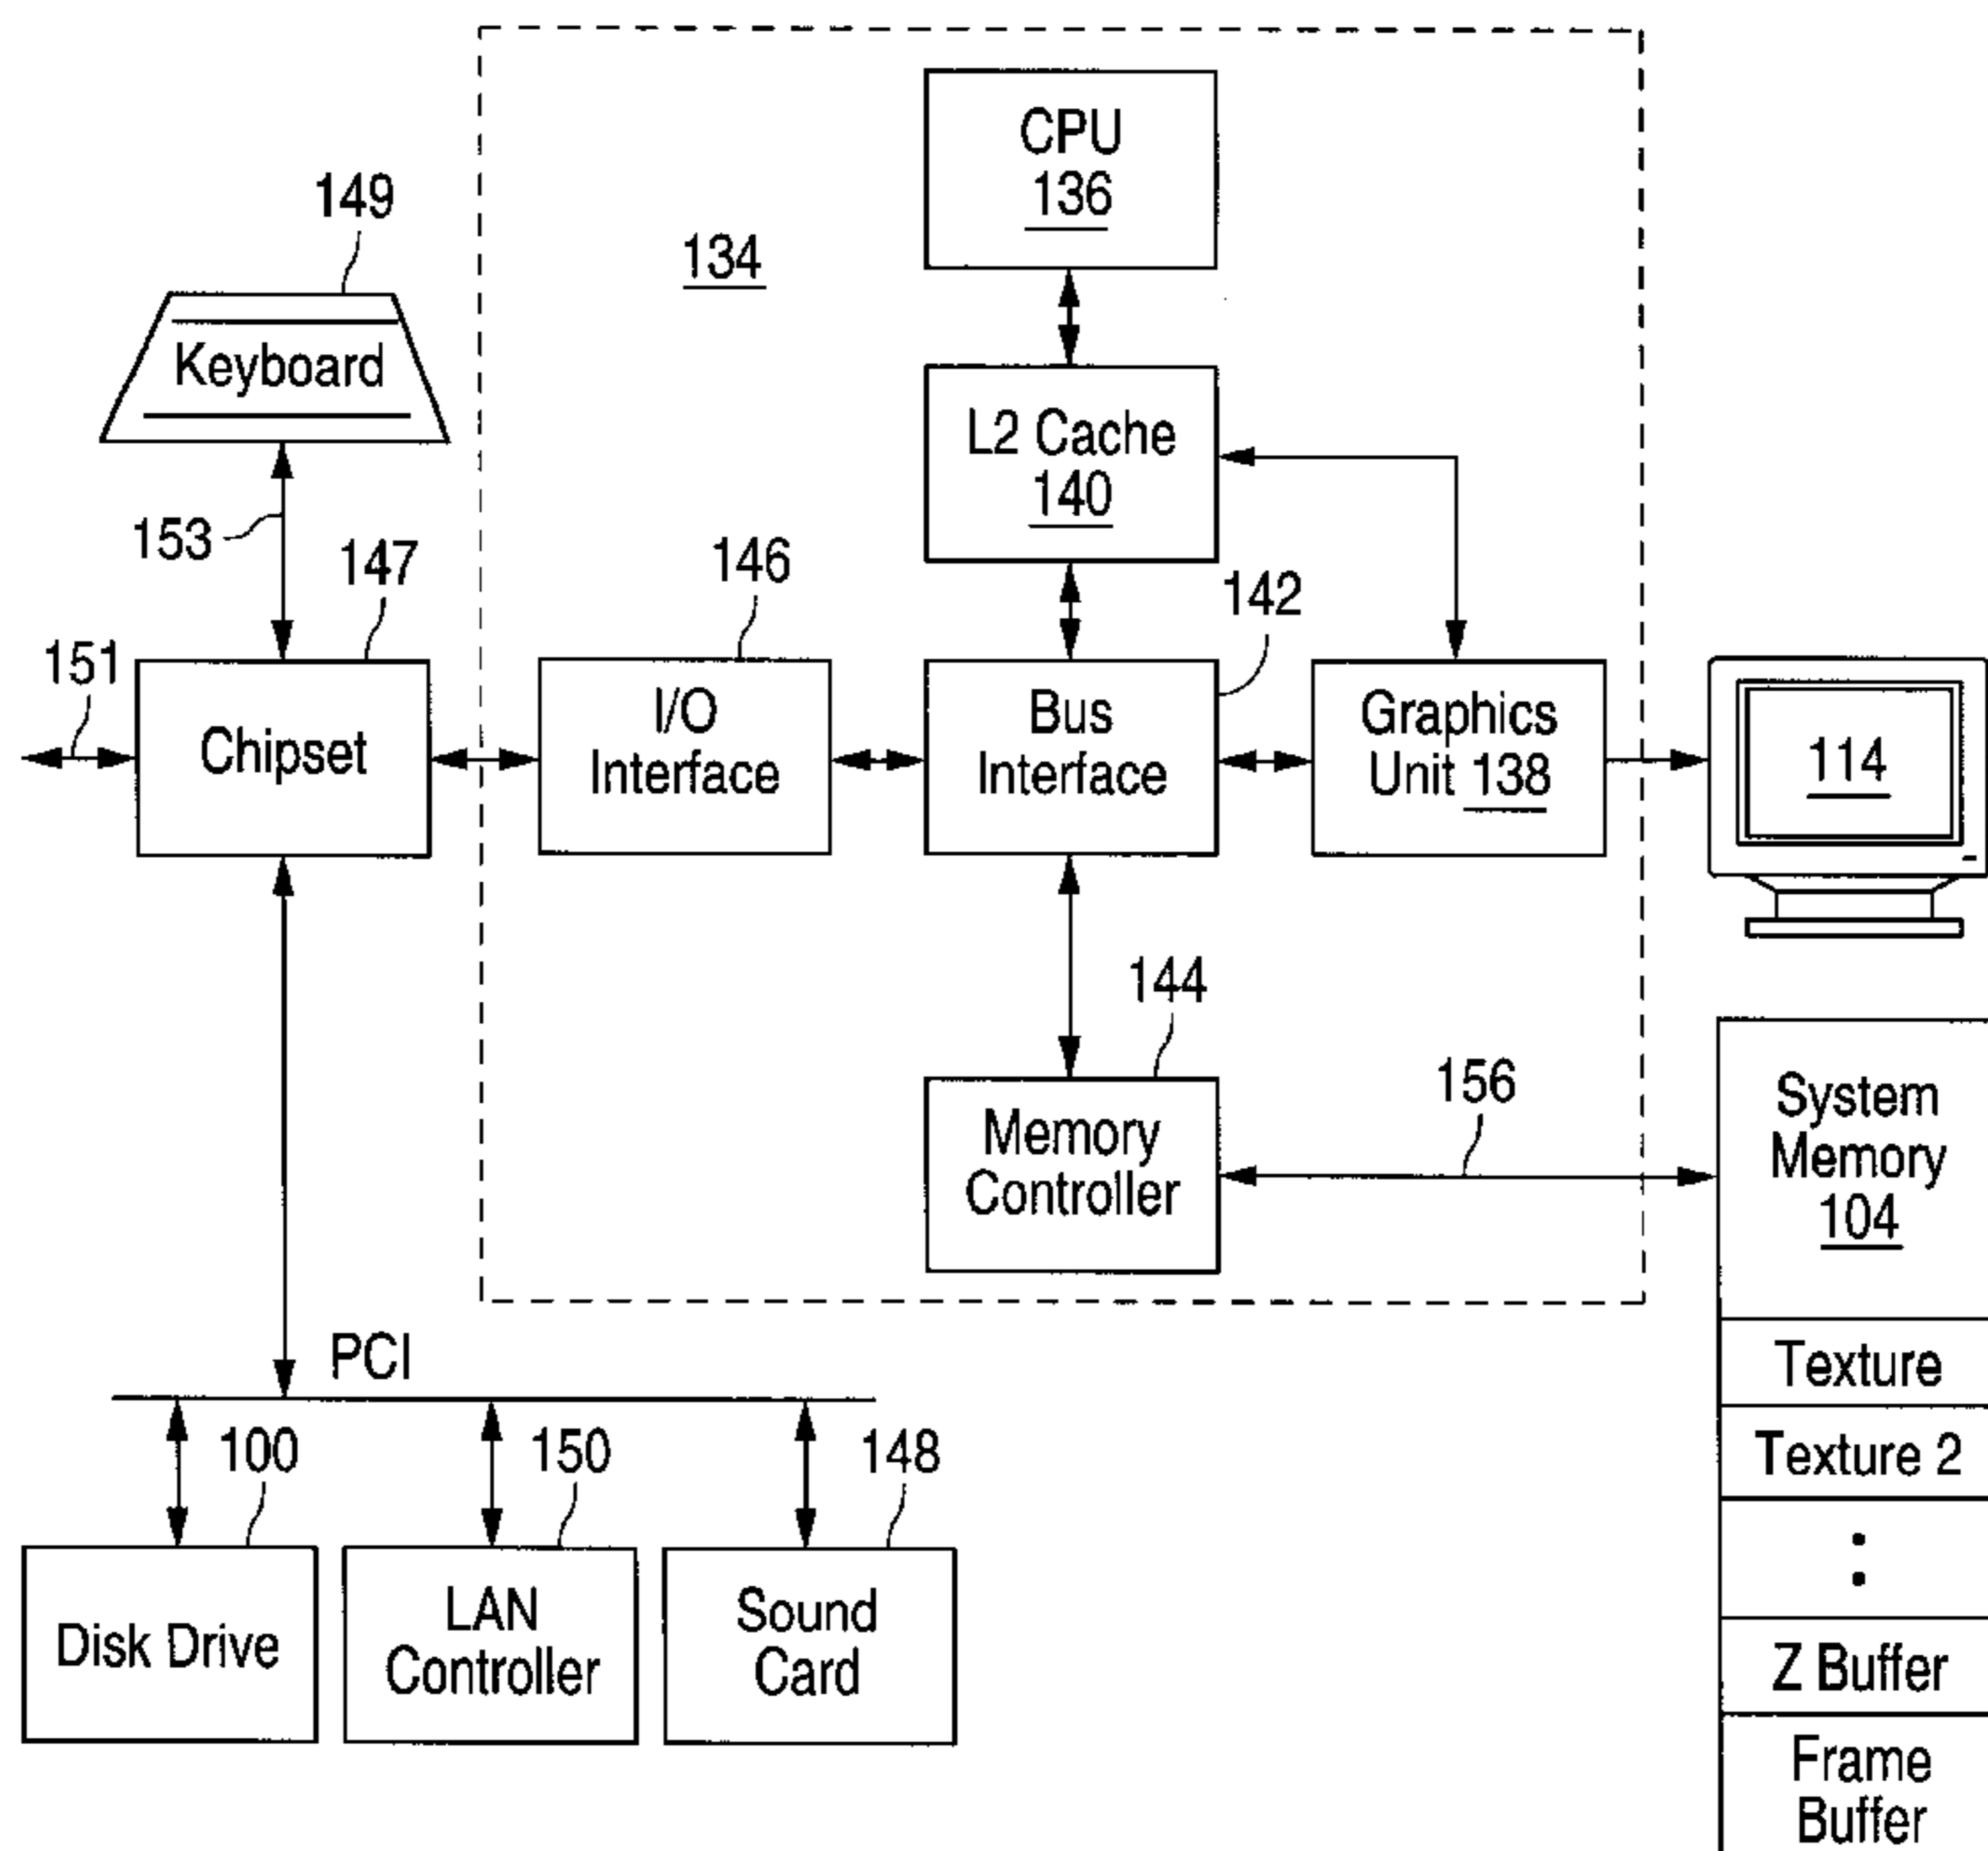 CPU
136
134
149
Keyboard
L2 Cache
140
153
147
146
142
151
Chipset
I/O
Interface
Bus
Interface
Graphics
Unit 138
114
144
Memory
Controller
156
System
Memory
104
PCI
Texture
Texture 2
100
150
148
Disk Drive
LAN
Controller
Sound
Card
Z Buffer
Frame
Buffer